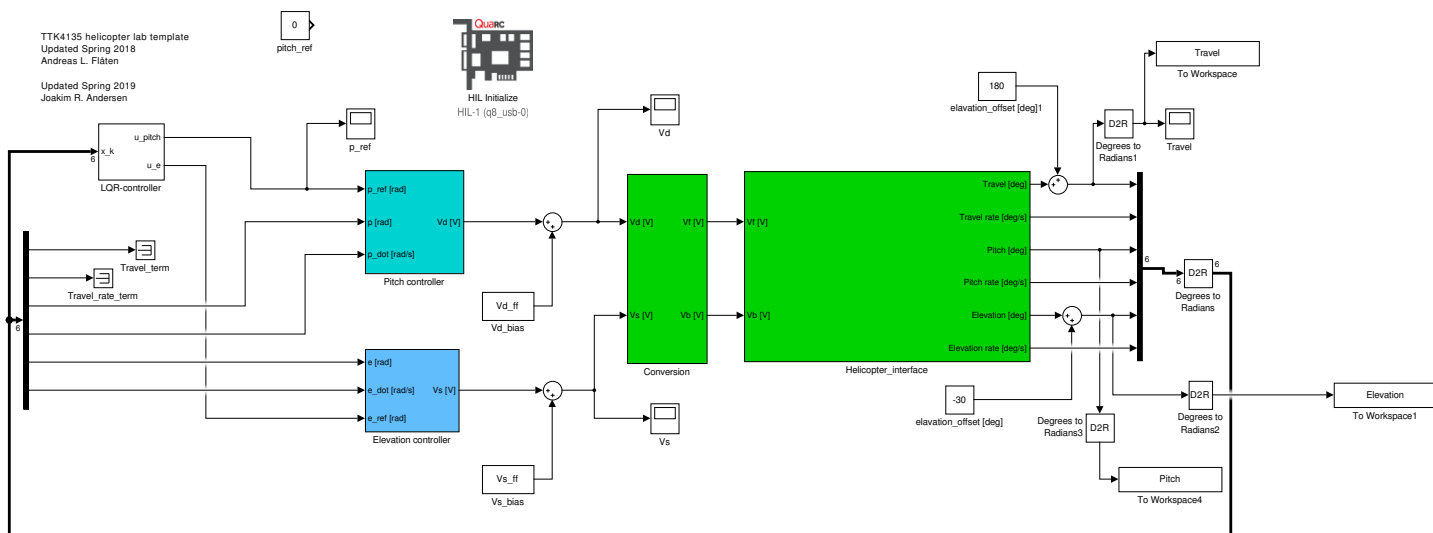 TTK4135 helicopter lab template
Updated Spring 2018
Andreas L. Flåten
Updated Spring 2019
Joakim R. Andersen
0
pitch_ref
QuaRC
HIL Initialize
HIL-1 (q8_usb-0)
x_k
6
u_pitch
u_e
LQR-controller
p_ref
p_ref [rad]
p [rad]
p_dot [rad/s]
Vd [V]
Pitch controller
Travel_term
Travel_rate_term
6
e [rad]
e_dot [rad/s]
e_ref [rad]
Vs [V]
Elevation controller
Vd_ff
Vd_bias
Vs_ff
Vs_bias
Vd
Vs
Vd [V]
Vs [V]
Vf [V]
Vb [V]
Conversion
Vf [V]
Vb [V]
Travel [deg]
Travel rate [deg/s]
Pitch [deg]
Pitch rate [deg/s]
Elevation [deg]
Elevation rate [deg/s]
Helicopter_interface
180
elavation_offset [deg]1
-30
elavation_offset [deg]
D2R
Degrees to
Radians1
Travel
Travel
To Workspace
6
6
D2R
6
Degrees to
Radians
D2R
Degrees to
Radians2
Degrees to
Radians3
D2R
Elevation
To Workspace1
Pitch
To Workspace4